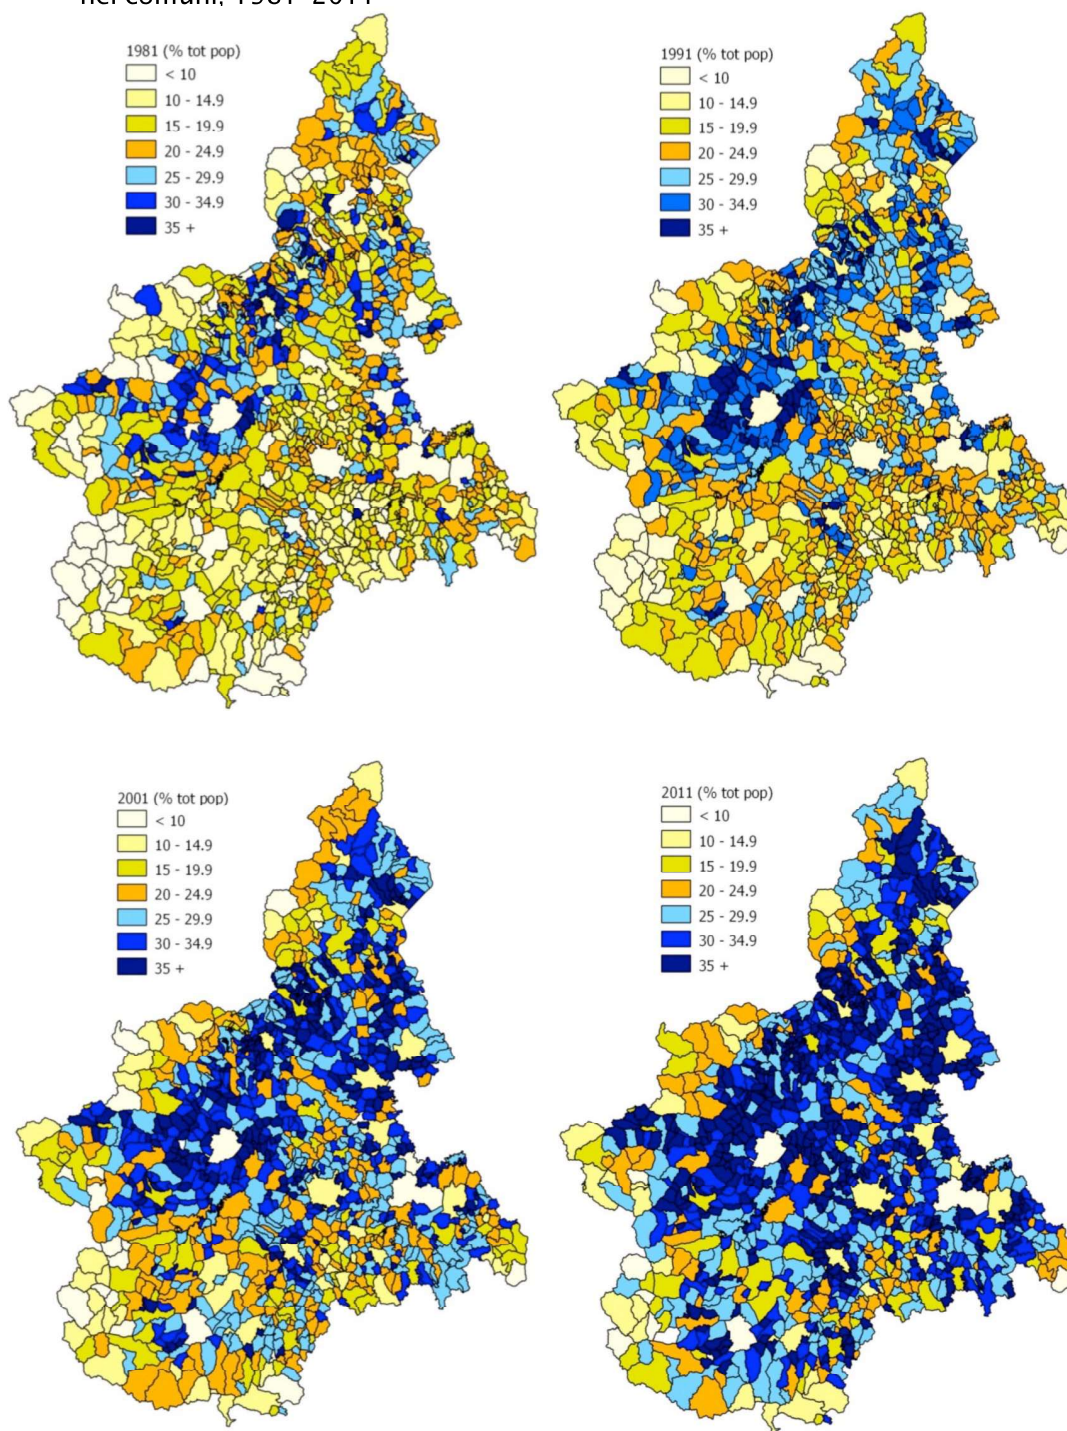 nei comuni, 1981-2011
1981 (% tot pop)
< 10
10 - 14.9
15 - 19.9
20 - 24.9
25 - 29.9
30 - 34.9
35 +
1991 (% tot pop)
< 10
10 - 14.9
15 - 19.9
20 - 24.9
25 - 29.9
30 - 34.9
35 +
2001 (% tot pop)
< 10
10 - 14.9
15 - 19.9
20 - 24.9
25 - 29.9
30 - 34.9
35 +
2011 (% tot pop)
< 10
10 - 14.9
15 - 19.9
20 - 24.9
25 - 29.9
30 - 34.9
35 +